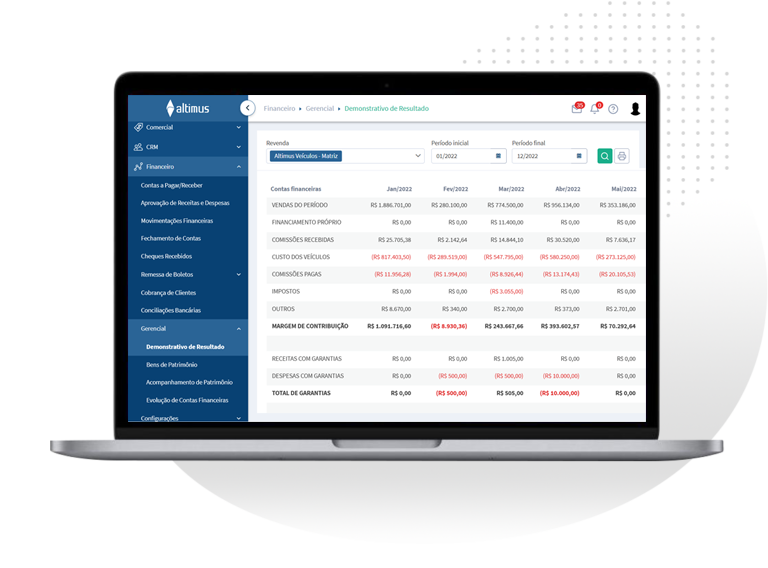 altimus
Financeiro ▸ Gerencial ▸ Demonstrativo de Resultado
35
0
Comercial
CRM
Financeiro
Contas a Pagar/Receber
Aprovação de Receitas e Despesas
Movimentações Financeiras
Fechamento de Contas
Cheques Recebidos
Remessa de Boletos
Cobrança de Clientes
Conciliações Bancárias
Gerencial
Demonstrativo de Resultado
Bens de Patrimônio
Acompanhamento de Patrimônio
Evolução de Contas Financeiras
Configurações
Revenda Período inicial Período final
Altimus Veículos - Matriz 01/2022 12/2022
Contas financeiras Jan/2022 Fev/2022 Mar/2022 Abr/2022 Mai/2022
VENDAS DO PERÍODO R$ 1.886.701,00 R$ 280.100,00 R$ 774.500,00 R$ 956.134,00 R$ 353.186,00
FINANCIAMENTO PRÓPRIO R$ 0,00 R$ 0,00 R$ 11.400,00 R$ 0,00 R$ 0,00
COMISSÕES RECEBIDAS R$ 25.705,38 R$ 2.142,64 R$ 14.844,10 R$ 30.520,00 R$ 7.636,17
CUSTO DOS VEÍCULOS (R$ 817.403,50) (R$ 289.519,00) (R$ 547.795,00) (R$ 580.250,00) (R$ 273.125,00)
COMISSÕES PAGAS (R$ 11.956,28) (R$ 1.994,00) (R$ 8.926,44) (R$ 13.174,43) (R$ 20.105,53)
IMPOSTOS R$ 0,00 R$ 0,00 (R$ 3.055,00) R$ 0,00 R$ 0,00
OUTROS R$ 8.670,00 R$ 340,00 R$ 2.700,00 R$ 373,00 R$ 2.701,00
MARGEM DE CONTRIBUIÇÃO R$ 1.091.716,60 (R$ 8.930,36) R$ 243.667,66 R$ 393.602,57 R$ 70.292,64
RECEITAS COM GARANTIAS R$ 0,00 R$ 0,00 R$ 1.005,00 R$ 0,00 R$ 0,00
DESPESAS COM GARANTIAS R$ 0,00 (R$ 500,00) (R$ 500,00) (R$ 10.000,00) R$ 0,00
TOTAL DE GARANTIAS R$ 0,00 (R$ 500,00) R$ 505,00 (R$ 10.000,00) R$ 0,00